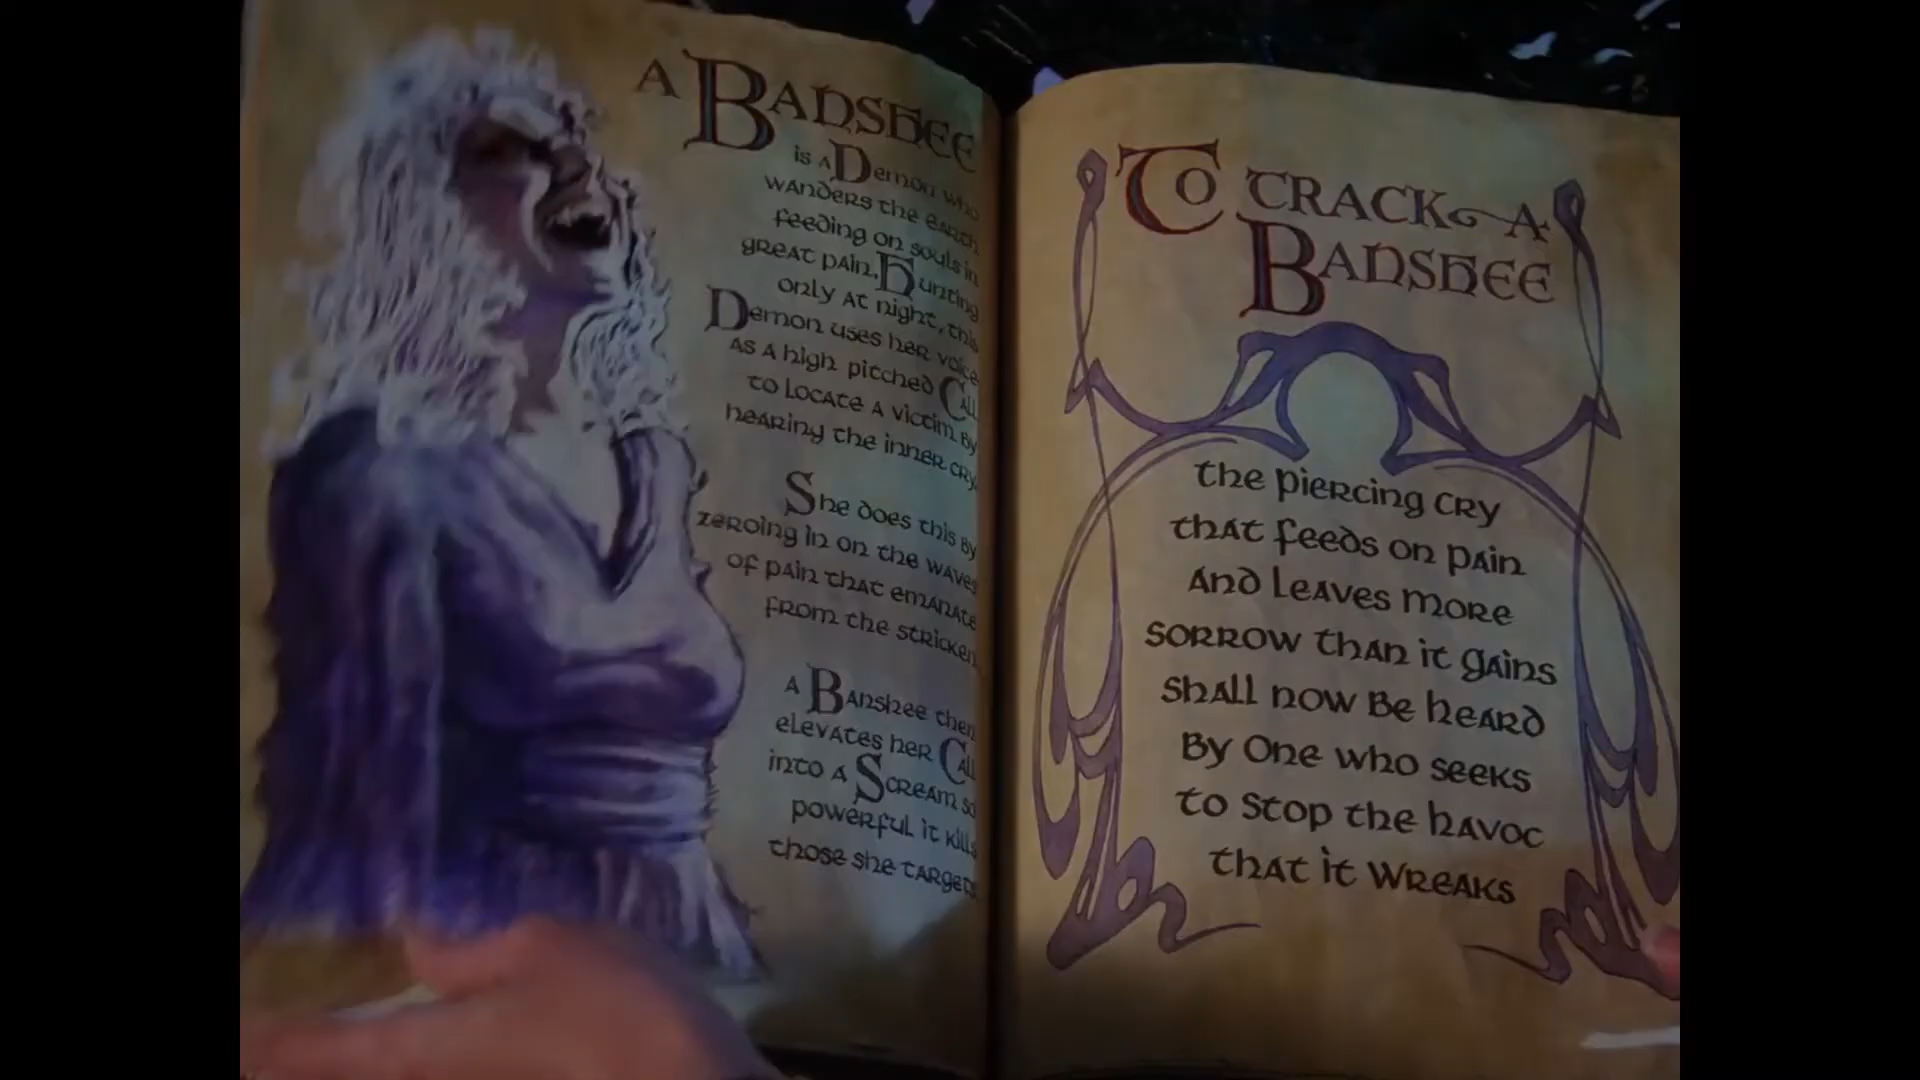 A BANSHEE
is A Demon who
wanders the earth
feeding on souls in
great pain. Hunting
only at night, this
Demon uses her voice
as a high pitched Call
to locate a victim by
hearing the inner cry.
She does this by
zeroing in on the waves
of pain that emanate
from the stricken.
A Banshee then
elevates her Call
into a Scream so
powerful it kills
those she targets
To TRACK A
BANSHEE
the piercing cry
that feeds on pain
and leaves more
sorrow than it gains
shall now be heard
By One who seeks
to stop the havoc
that it wreaks